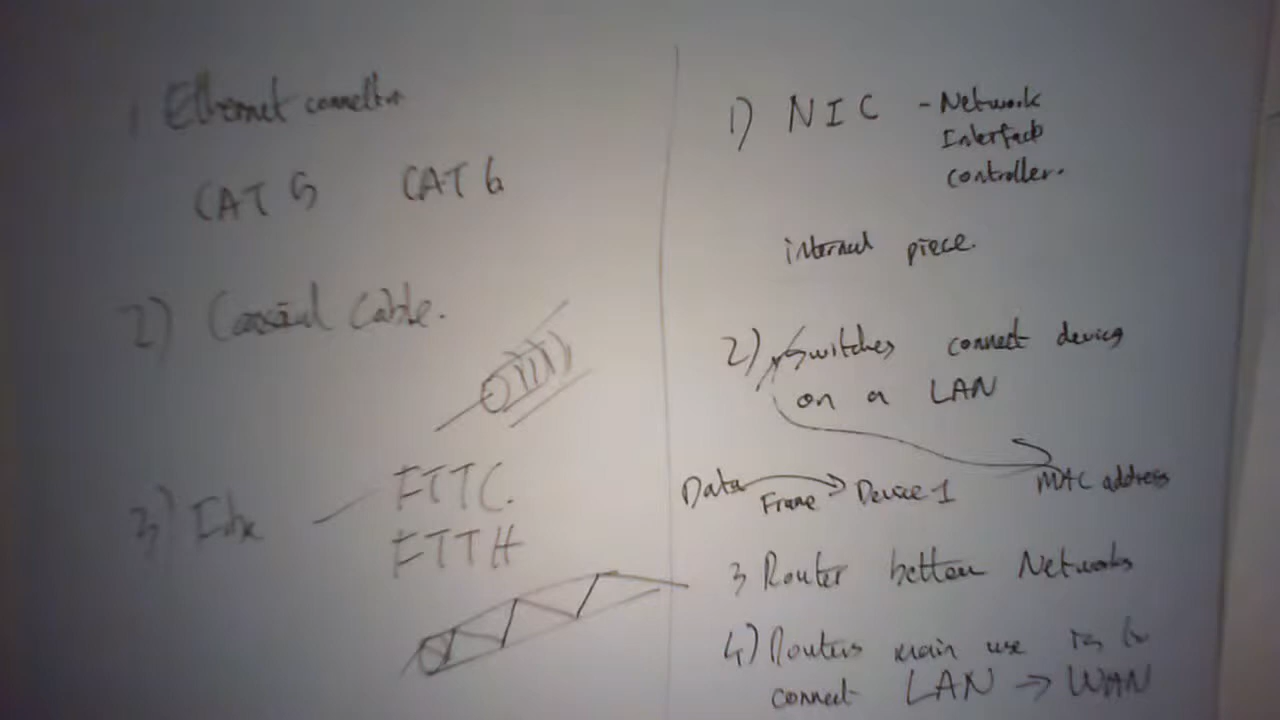 1 Ethernet connector
CAT 5 CAT 6
2) Coaxial Cable.
3) Fibre
FTTC.
FTTH
1) NIC - Network
Interface
controller.
internal piece.
2) Switches connect devices
on a LAN
Data Frame Device 1 MAC address
3 Router between Networks
4) Routers main use is to
connect LAN → WAN